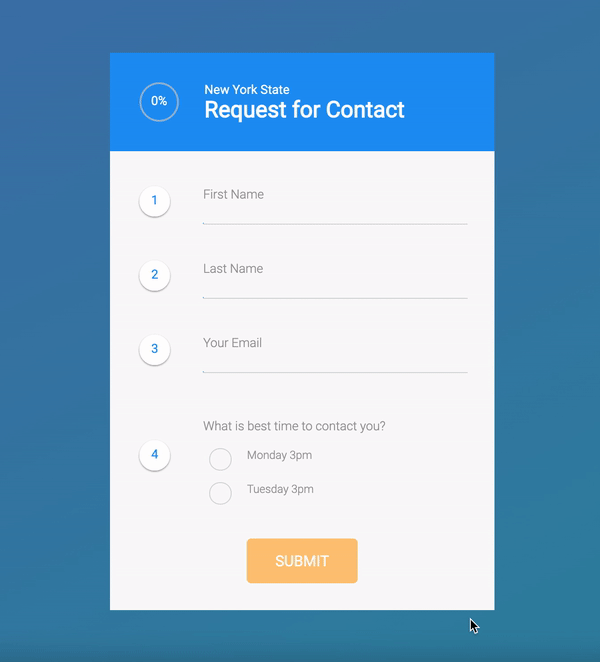 0%
New York State
Request for Contact
1
First Name
2
Last Name
3
Your Email
What is best time to contact you?
4
Monday 3pm
Tuesday 3pm
SUBMIT